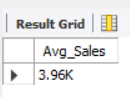 Result Grid
Avg_Sales
3.96K